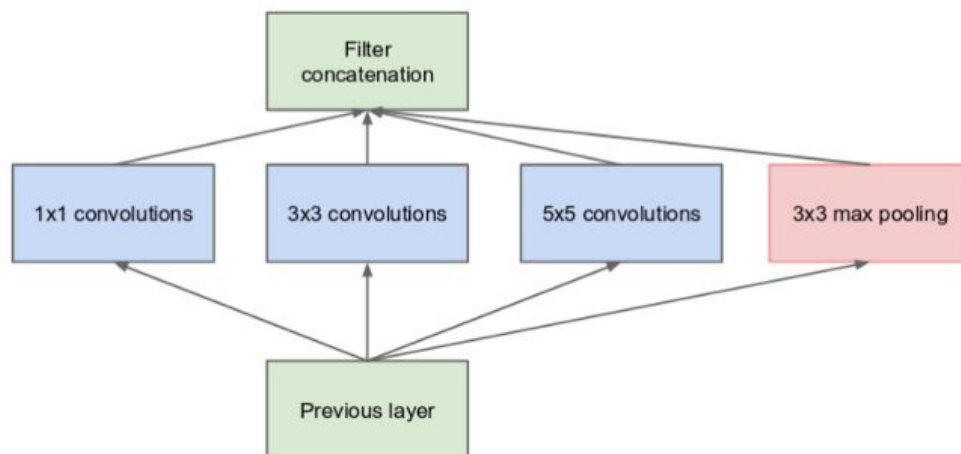 Filter
concatenation
1x1 convolutions
3x3 convolutions
5x5 convolutions
3x3 max pooling
Previous layer